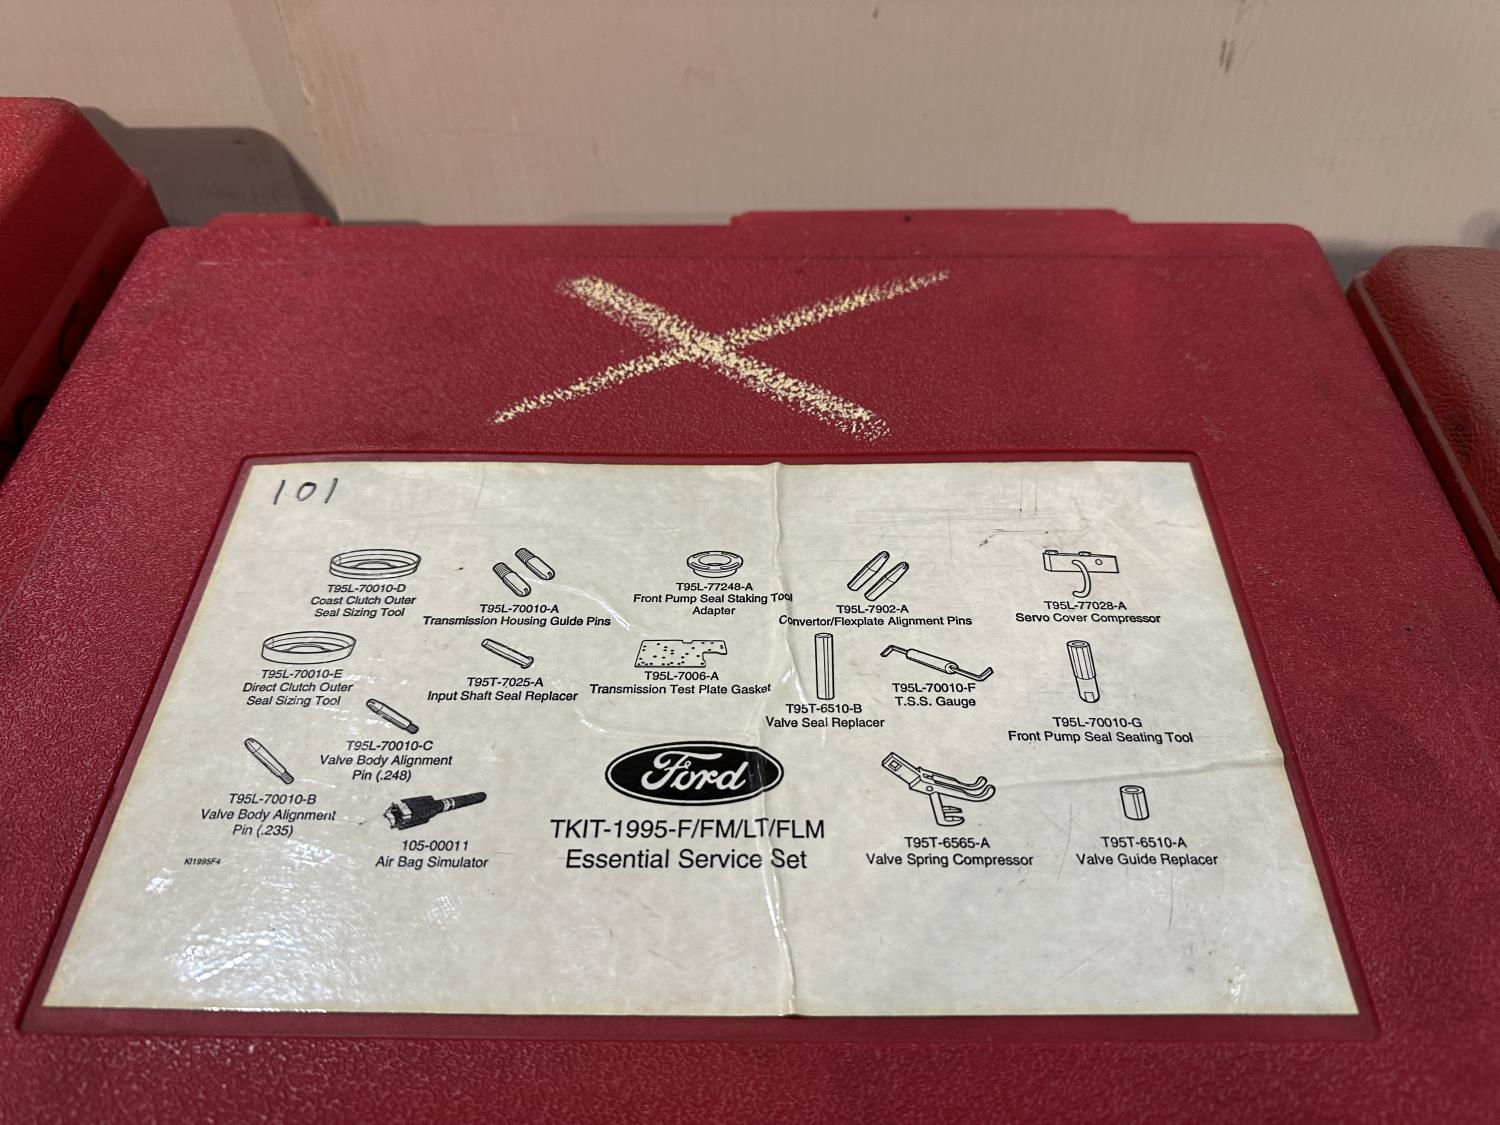 101
T95L-70010-D
Coast Clutch Outer
Seal Sizing Tool
T95L-70010-A
Transmission Housing Guide Pins
T95L-77248-A
Front Pump Seal Staking Tool
Adapter
T95L-7902-A
Convertor/Flexplate Alignment Pins
T95L-77028-A
Servo Cover Compressor
T95L-70010-E
Direct Clutch Outer
Seal Sizing Tool
T95T-7025-A
Input Shaft Seal Replacer
T95L-7006-A
Transmission Test Plate Gasket
T95T-6510-B
Valve Seal Replacer
T95L-70010-F
T.S.S. Gauge
T95L-70010-G
Front Pump Seal Seating Tool
T95L-70010-C
Valve Body Alignment
Pin (.248)
T95L-70010-B
Valve Body Alignment
Pin (.235)
105-00011
Air Bag Simulator
Ford
TKIT-1995-F/FM/LT/FLM
Essential Service Set
T95T-6565-A
Valve Spring Compressor
T95T-6510-A
Valve Guide Replacer
KI1995F4